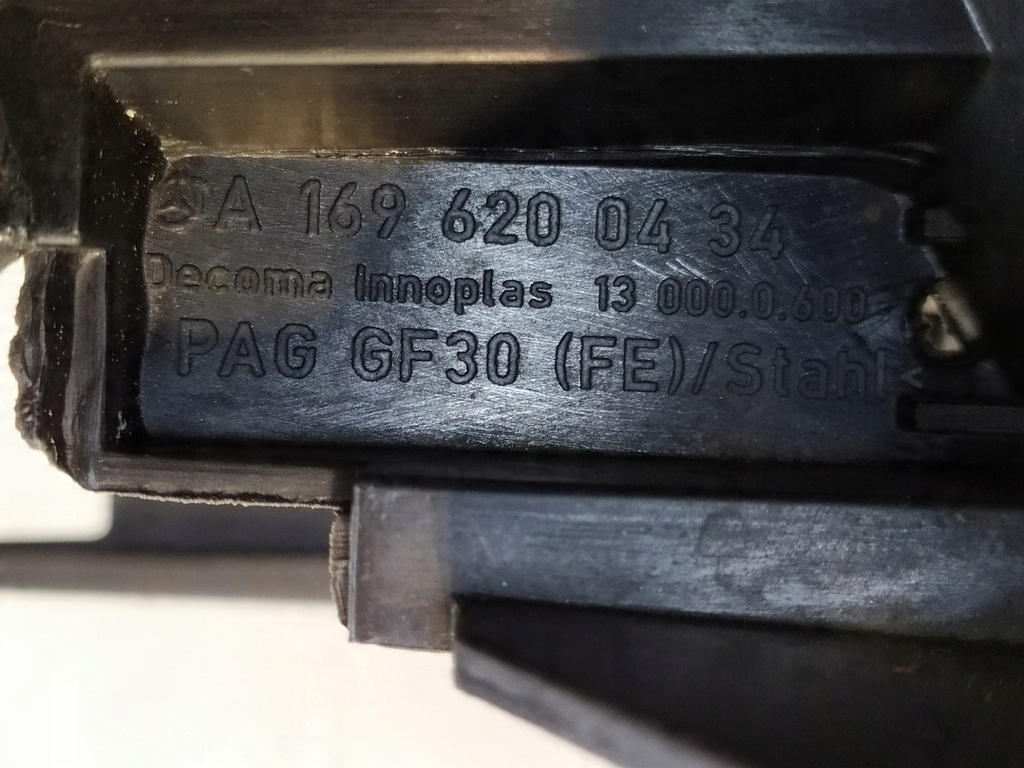 A 169 620 04 34
Decoma Innoplas 13 000.0.600
PAG GF30 (FE)/Stahl<